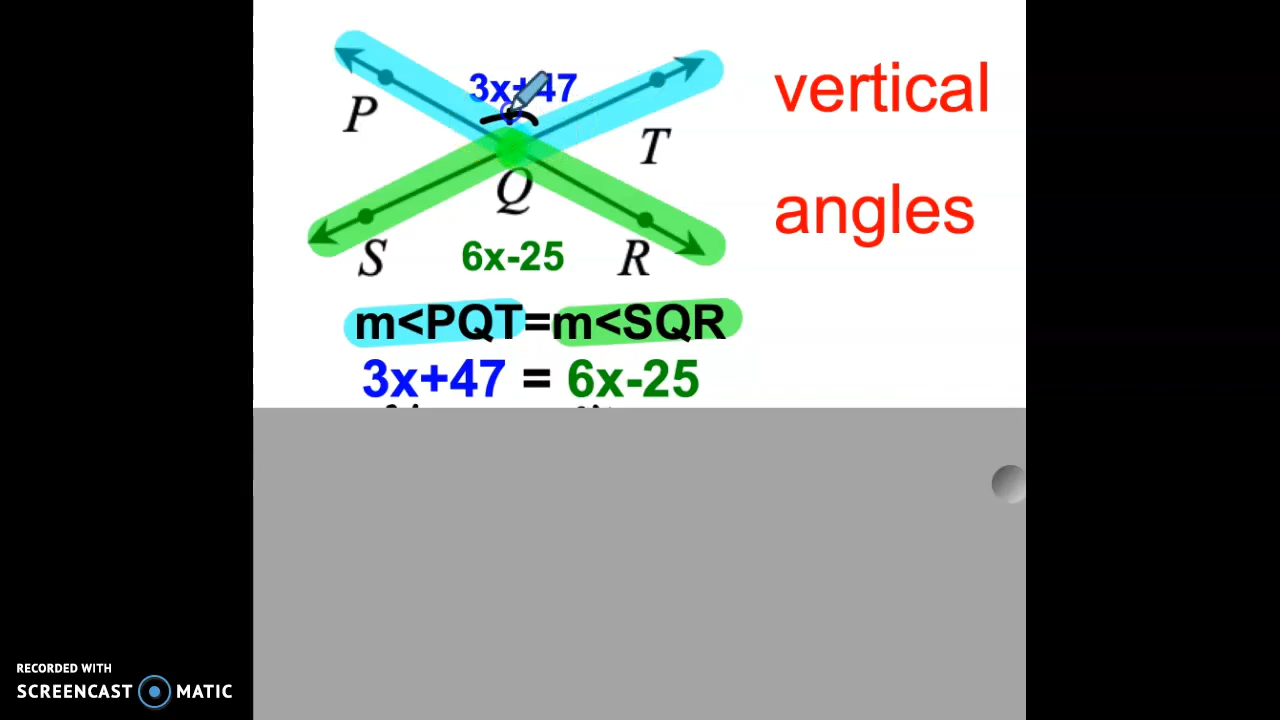 3x+47
vertical
P
T
Q
angles
S
6x-25
R
m<PQT=m<SQR
3x+47 = 6x-25
RECORDED WITH
SCREENCAST MATIC